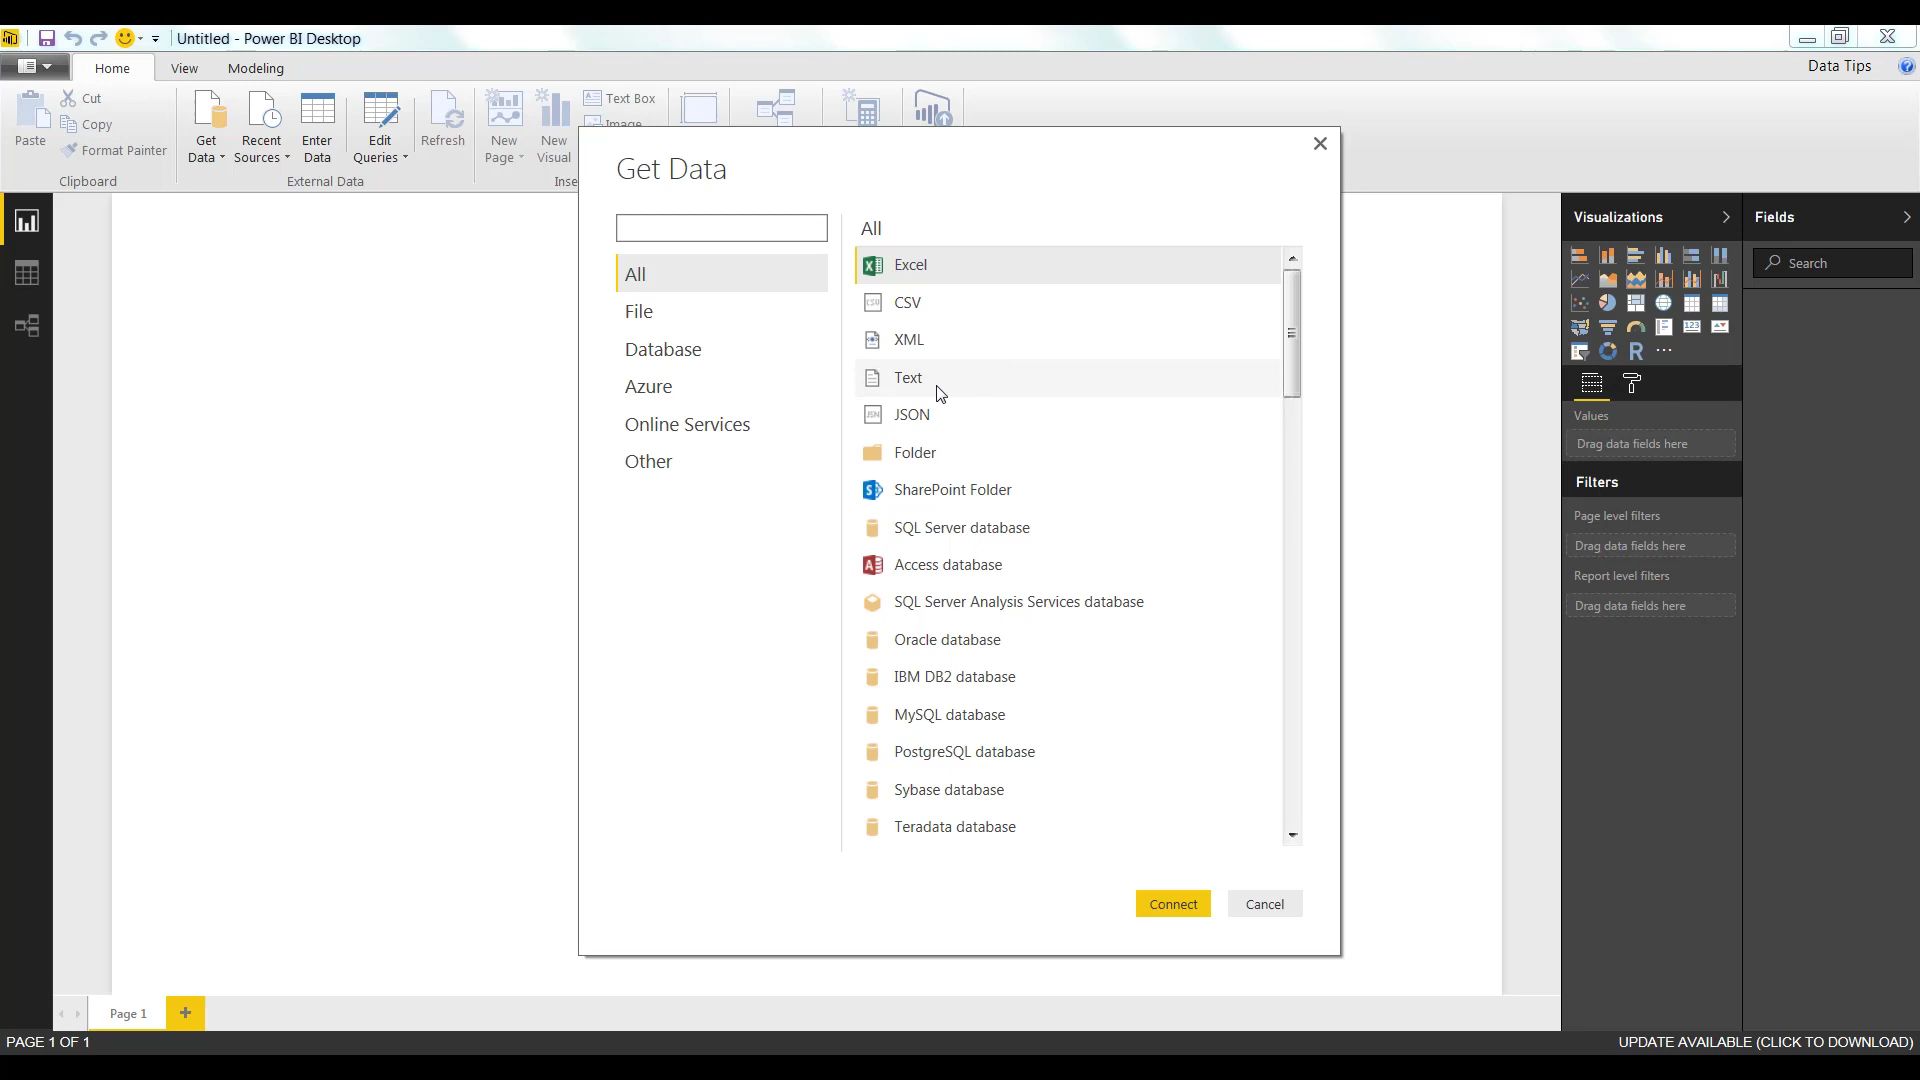 Untitled - Power BI Desktop
Home View Modeling Data Tips
Cut
Copy
Format Painter
Paste
Clipboard
Get Data
Recent Sources
Enter Data
Edit Queries
Refresh
External Data
New Page
New Visual
Text Box
Image
Inse
Get Data
All
File
Database
Azure
Online Services
Other
All
Excel
CSV
XML
Text
JSON
Folder
SharePoint Folder
SQL Server database
Access database
SQL Server Analysis Services database
Oracle database
IBM DB2 database
MySQL database
PostgreSQL database
Sybase database
Teradata database
Connect Cancel
Visualizations
Values
Drag data fields here
Filters
Page level filters
Drag data fields here
Report level filters
Drag data fields here
Fields
Search
Page 1
PAGE 1 OF 1
UPDATE AVAILABLE (CLICK TO DOWNLOAD)